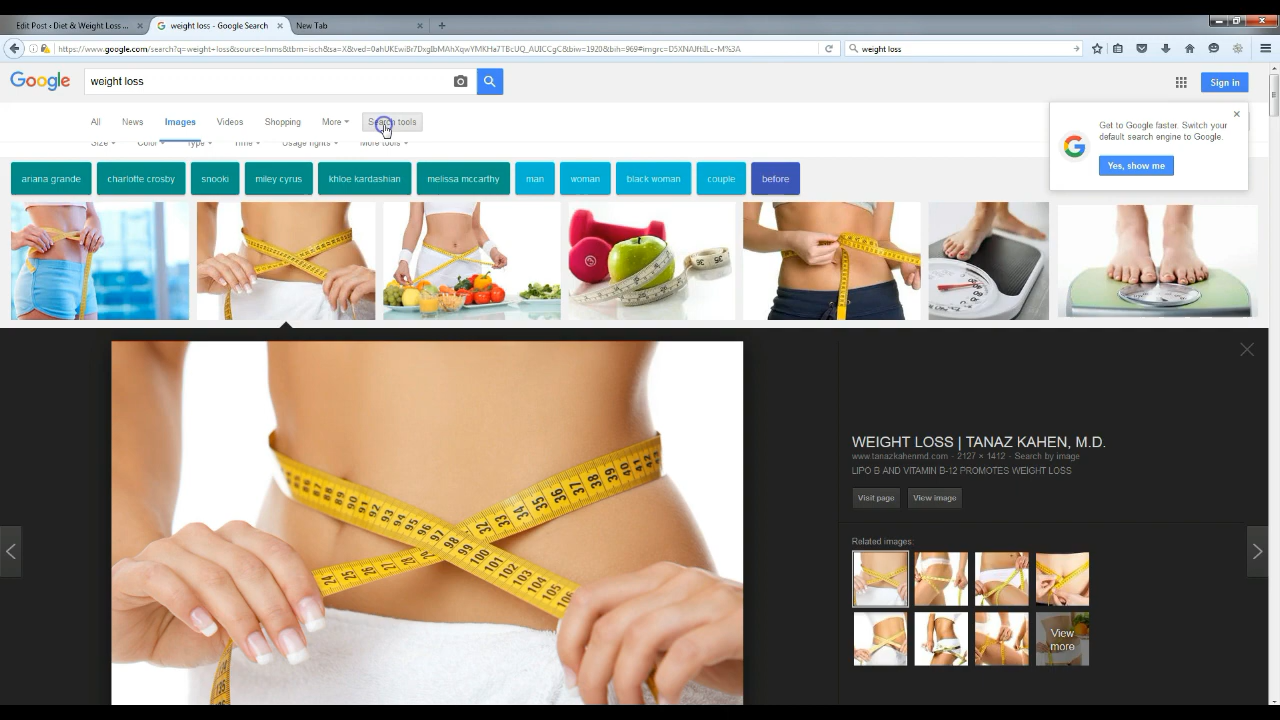 Edit Post ‹ Diet & Weight Loss ...
weight loss - Google Search
New Tab
weight loss
Google
weight loss
Sign in
All
News
Images
Videos
Shopping
More
Search tools
Size
Color
Type
Time
Usage rights
More tools
Get to Google faster. Switch your
default search engine to Google.
Yes, show me
ariana grande
charlotte crosby
snooki
miley cyrus
khloe kardashian
melissa mccarthy
man
woman
black woman
couple
before
WEIGHT LOSS | TANAZ KAHEN, M.D.
www.tanazkahenmd.com - 2127 × 1412 - Search by image
LIPO B AND VITAMIN B-12 PROMOTES WEIGHT LOSS
Visit page
View image
Related images:
View
more